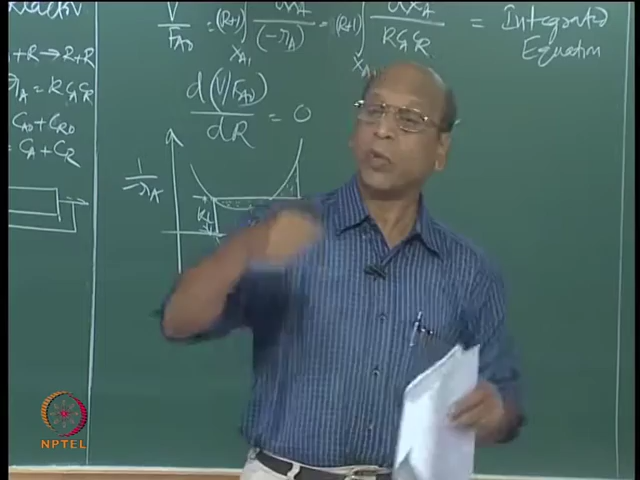 A+R→R+R
-r_A = k C_A C_R
C_A0 + C_R0
= C_A + C_R
V/F_A0 = (R+1) ∫_{X_A1} dX_A/(-r_A) = (R+1) ∫_{X_A1} dX_A/(k C_A C_R) = Integrated Equation
d(V/F_A0)/dR = 0
1/-r_A
NPTEL